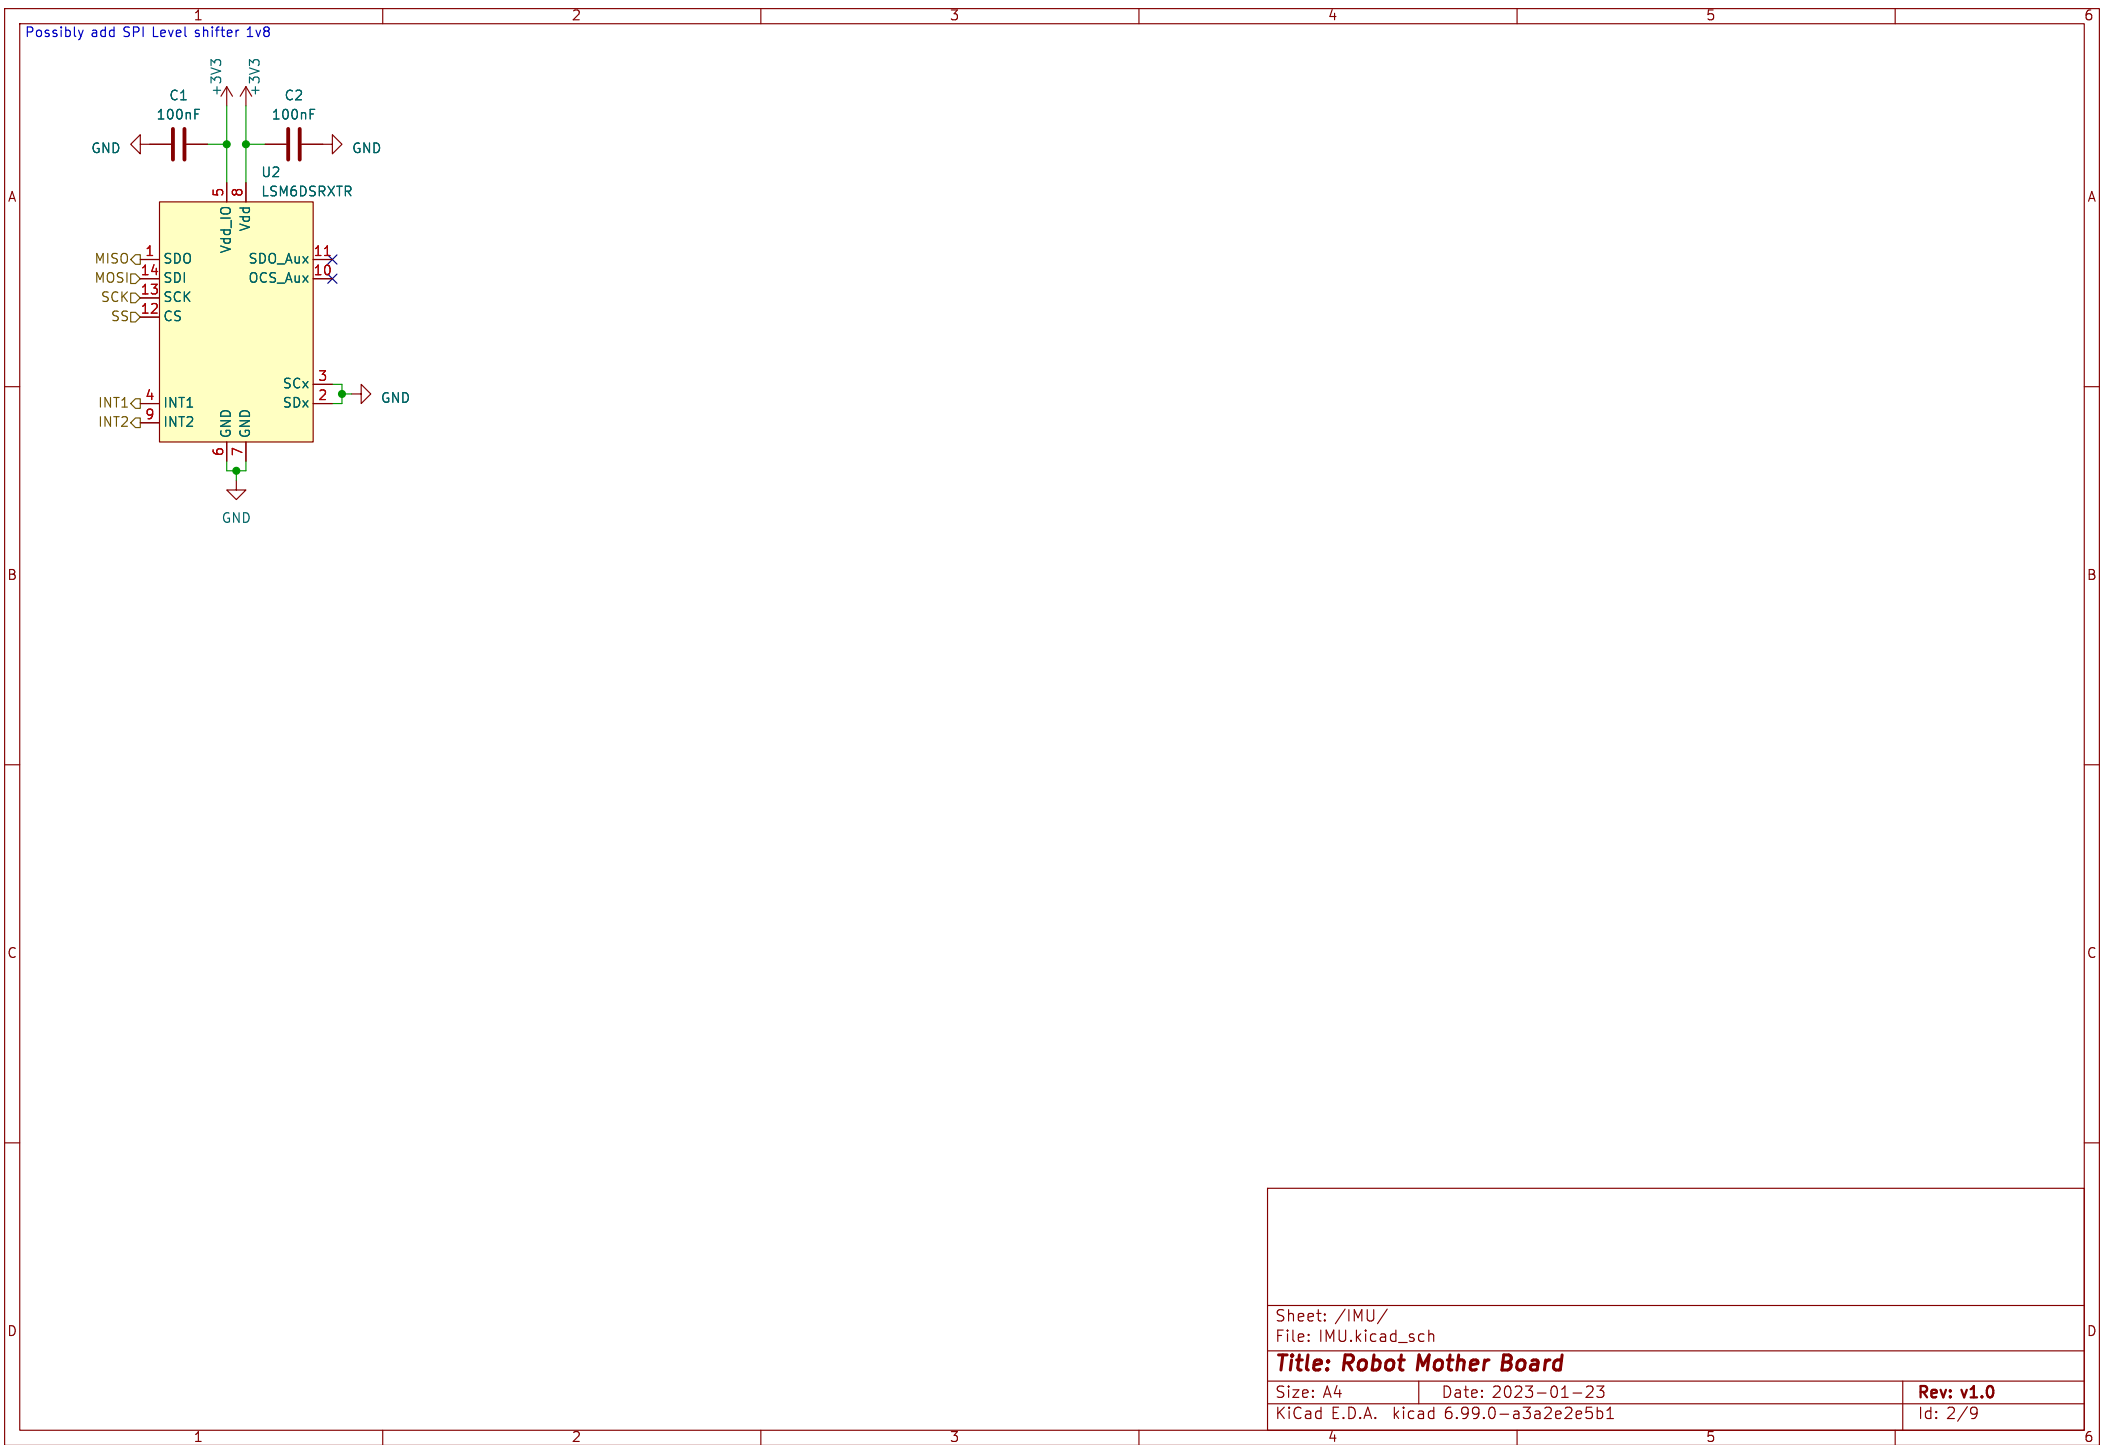 1 2 3 4 5 6
Possibly add SPI Level shifter 1v8
+3V3 +3V3
C1 C2
100nF 100nF
GND GND
U2
LSM6DSRXTR
5 8
A A
Vdd_IO Vdd
MISO 1 SDO SDO_Aux 11
MOSI 14 SDI OCS_Aux 10
SCK 13 SCK
SS 12 CS
SCx 3
SDx 2 GND
INT1 4 INT1
INT2 9 INT2
GND GND
6 7
GND
B B
C C
Sheet: /IMU/
File: IMU.kicad_sch
D D
Title: Robot Mother Board
Size: A4 Date: 2023-01-23 Rev: v1.0
KiCad E.D.A. kicad 6.99.0-a3a2e2e5b1 Id: 2/9
1 2 3 4 5 6